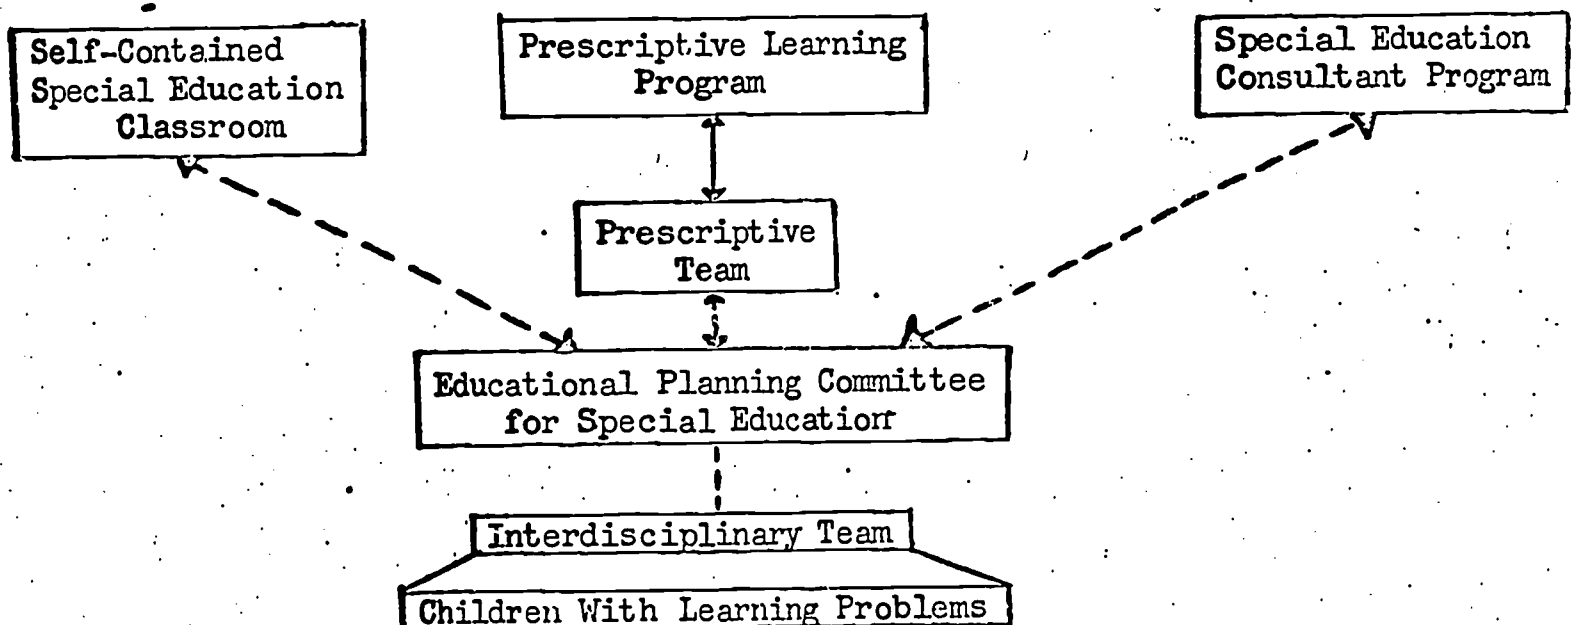 Self-Contained
Special Education
Classroom
Prescriptive Learning
Program
Special Education
Consultant Program
Prescriptive
Team
Educational Planning Committee
for Special Education
Interdisciplinary Team
Children With Learning Problems